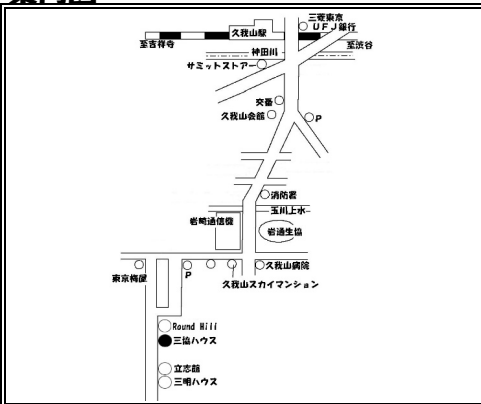 案内図
三菱東京
UFJ銀行
久我山駅
至吉祥寺
至渋谷
神田川
サミットストアー
交番
久我山会館
P
消防署
玉川上水
岩崎通信機
岩通生協
東京梅屋
P
久我山病院
久我山スカイマンション
Round Hill
三協ハウス
立志館
三明ハウス